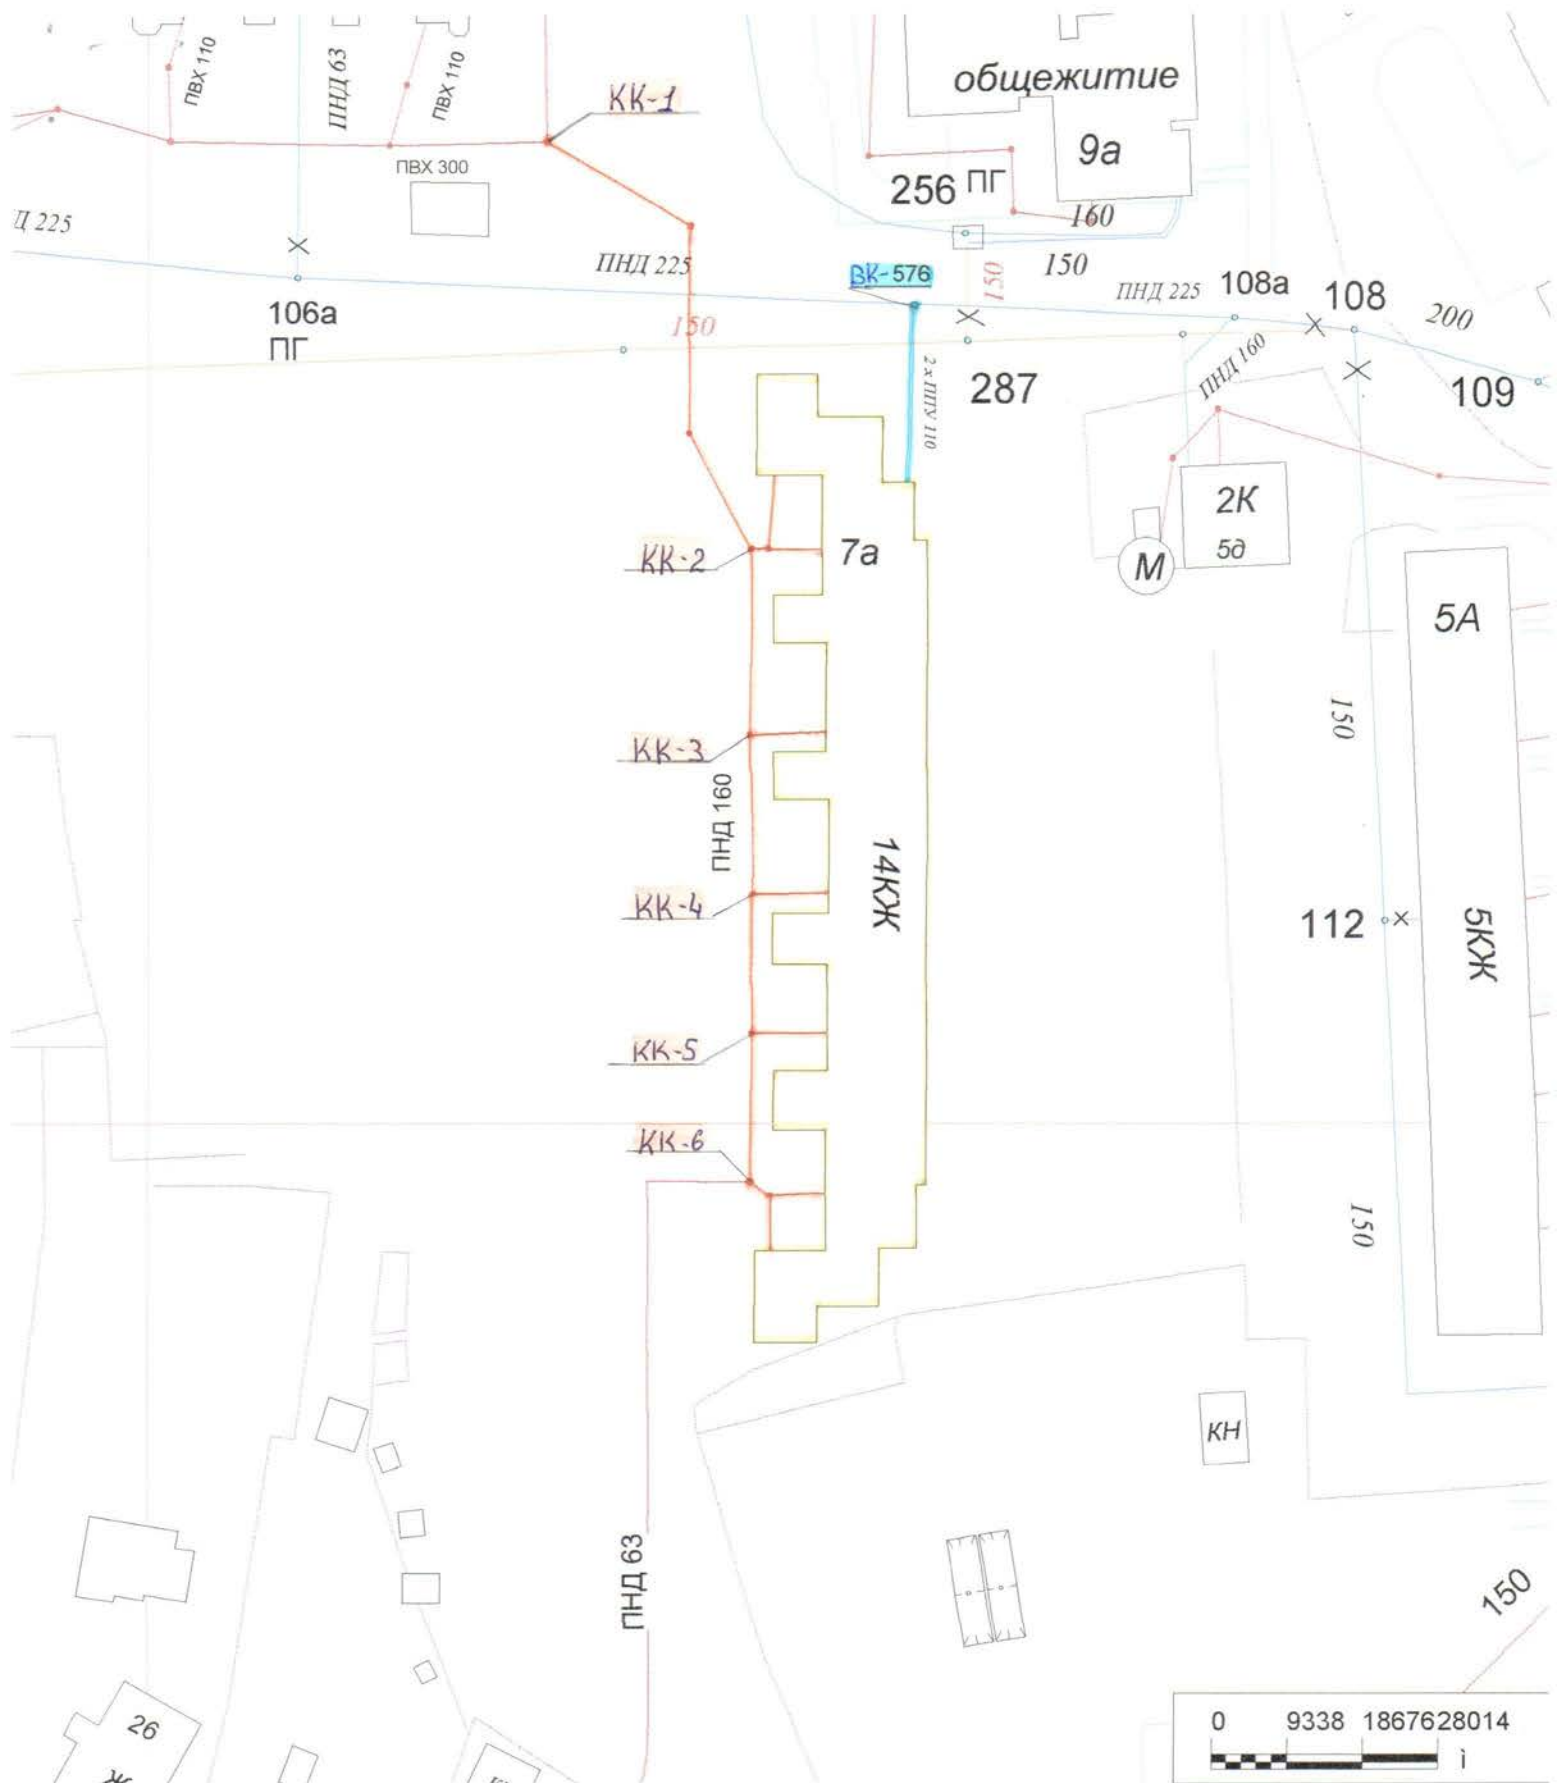 ПВХ 110
ПНД 63
ПВХ 110
КК-1
общежитие
9а
ПВХ 300
256 ПГ
160
Д 225
ПНД 225
ВК-576
150
150
ПНД 225
108а
108
200
106а
ПГ
150
2 х ППУ 110
287
ПНД 160
109
КК-2
7а
2К
5д
М
5А
КК-3
150
ПНД 160
14КЖ
КК-4
112
5КЖ
КК-5
КК-6
150
КН
ПНД 63
150
26
Ж
0 9338 1867628014
ì